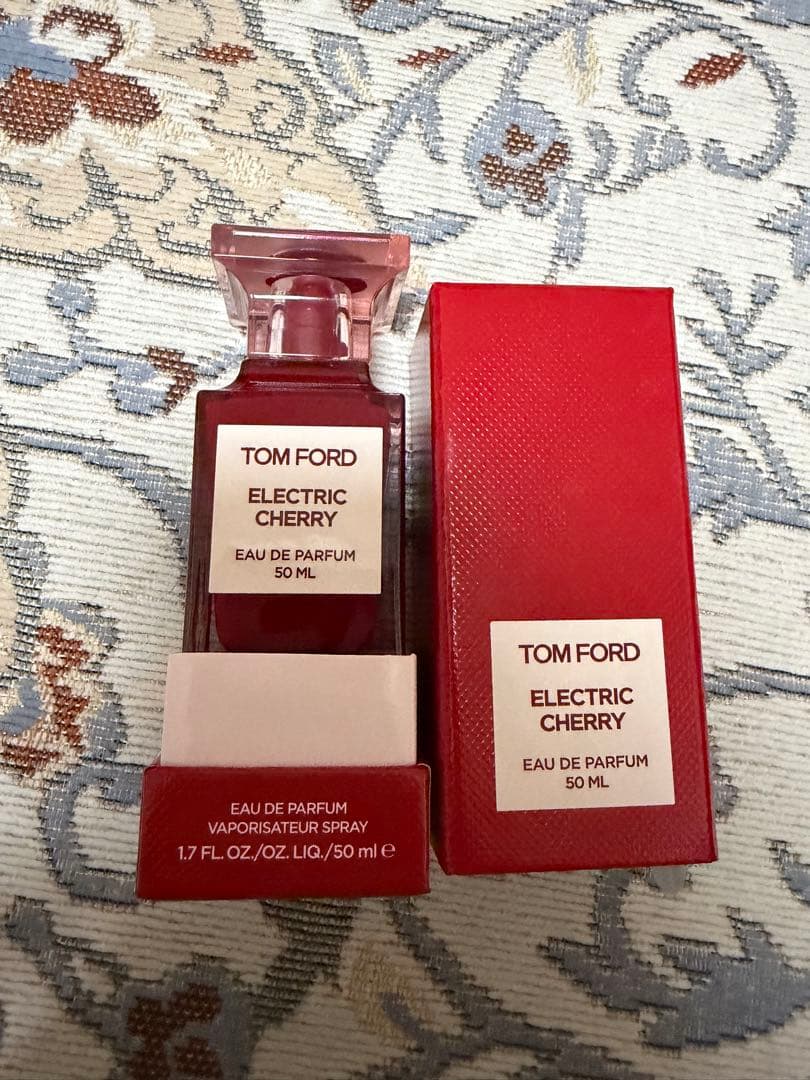 TOM FORD
ELECTRIC
CHERRY
EAU DE PARFUM
50 ML
EAU DE PARFUM
VAPORISATEUR SPRAY
1.7 FL. OZ./OZ. LIQ./50 ml ℮
TOM FORD
ELECTRIC
CHERRY
EAU DE PARFUM
50 ML